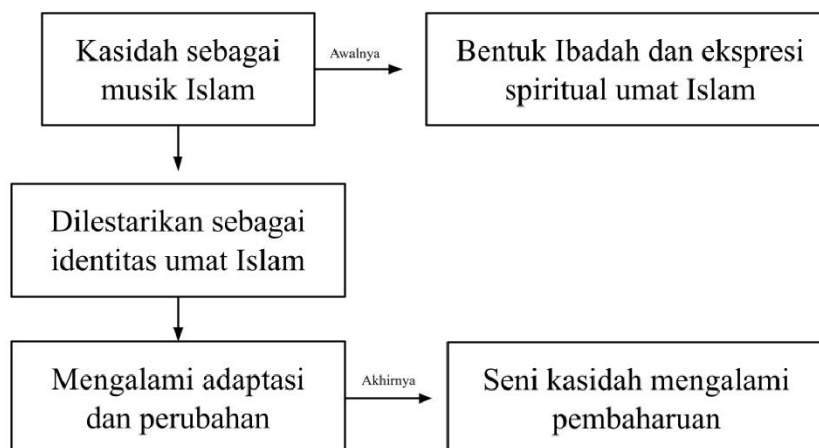 Kasidah sebagai
musik Islam
Awalnya
Bentuk Ibadah dan ekspresi
spiritual umat Islam
Dilestarikan sebagai
identitas umat Islam
Mengalami adaptasi
dan perubahan
Akhirnya
Seni kasidah mengalami
pembaharuan